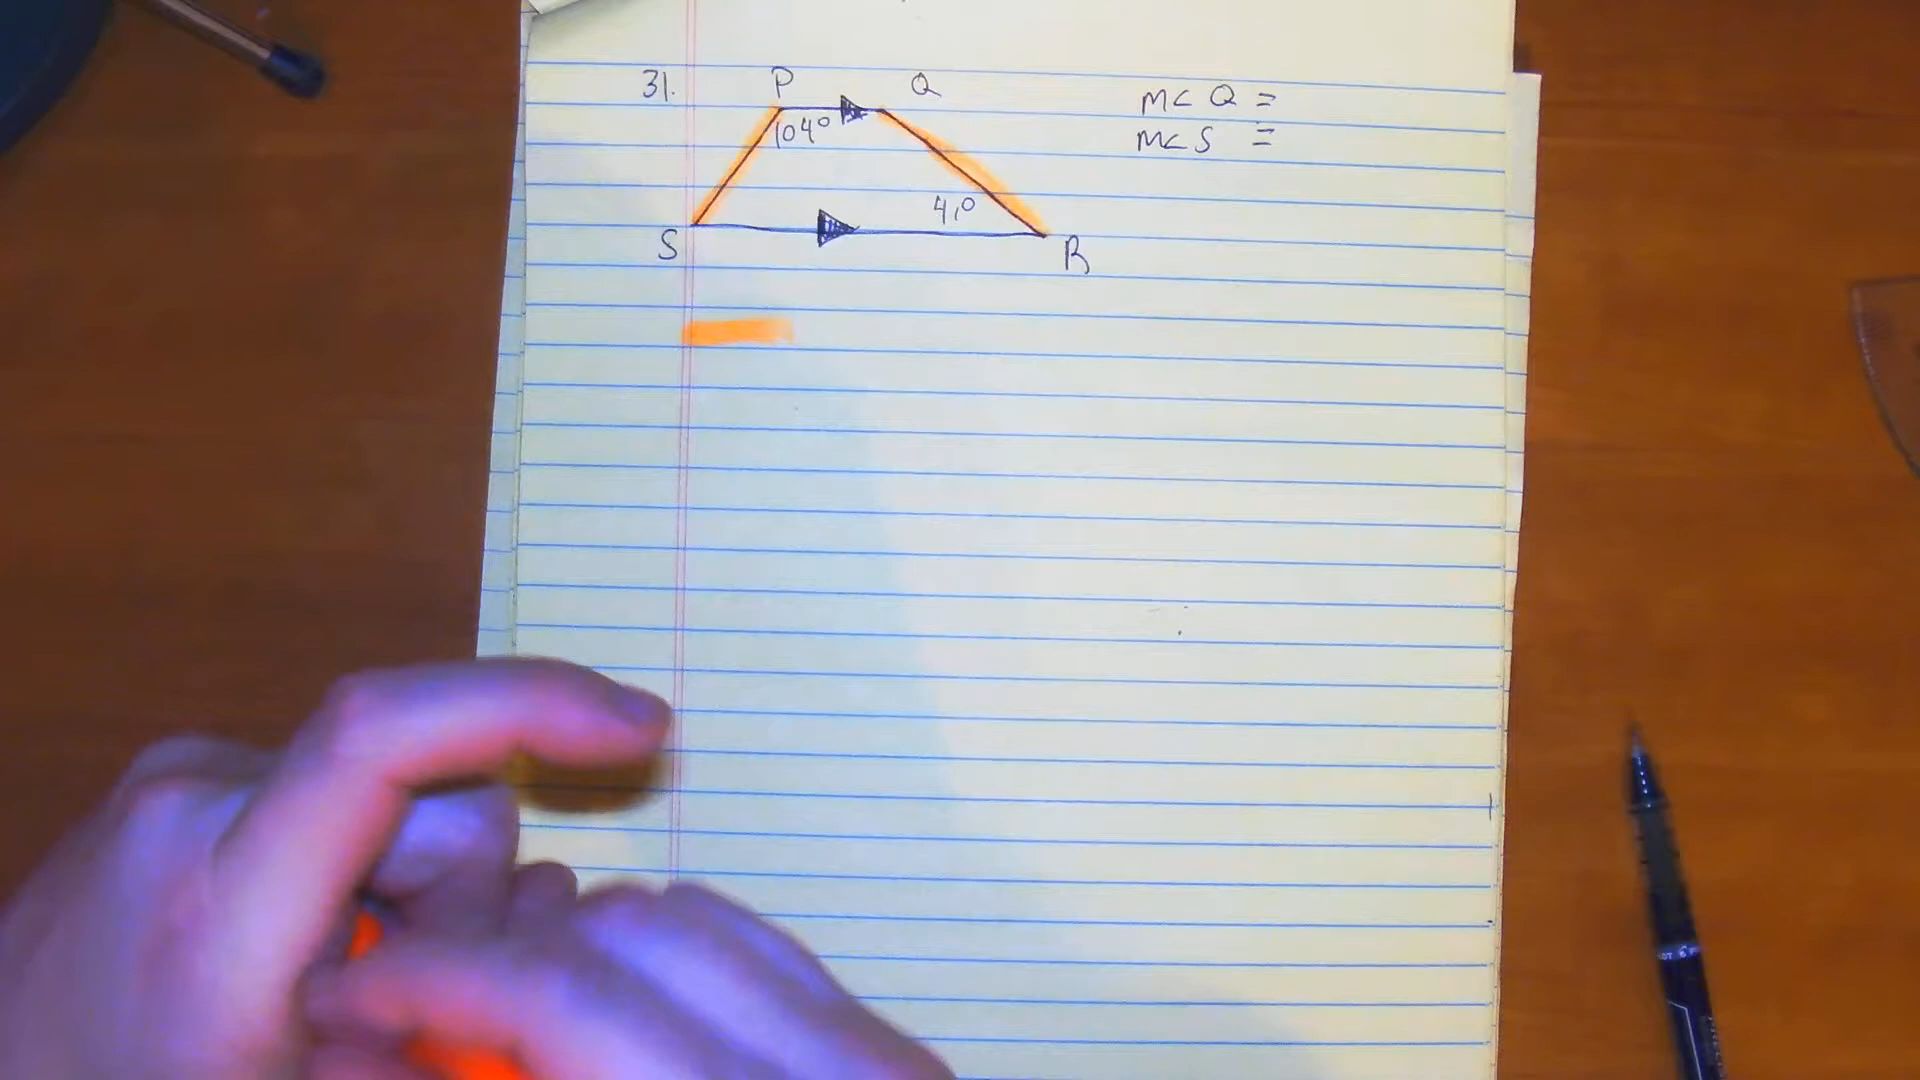 31. P Q
104°
41°
S R
M< Q =
M< S =